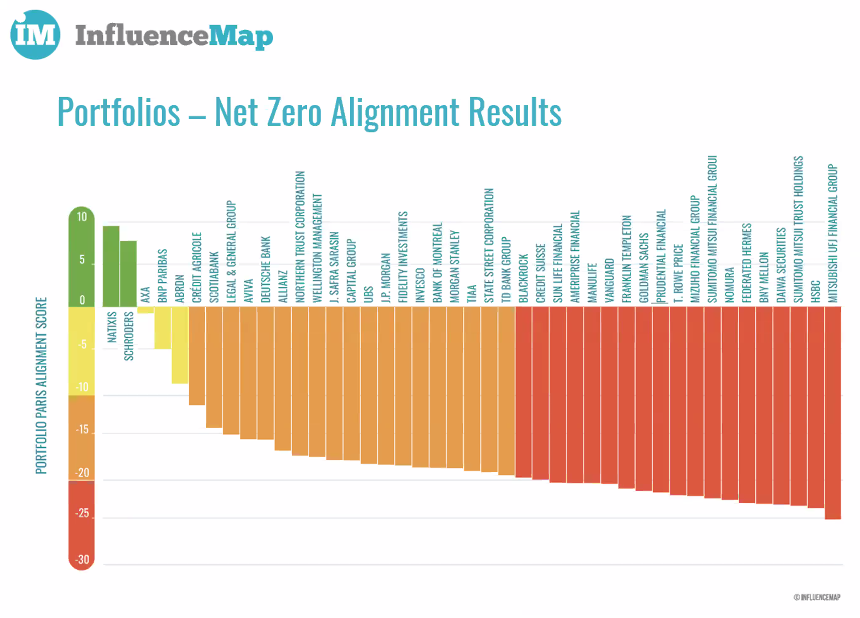 IM InfluenceMap
Portfolios – Net Zero Alignment Results
PORTFOLIO PARIS ALIGNMENT SCORE
10
5
0
-5
-10
-15
-20
-25
-30
NATIXIS
SCHRODERS
AXA
BNP PARIBAS
ABRDN
CRÉDIT AGRICOLE
SCOTIABANK
LEGAL & GENERAL GROUP
AVIVA
DEUTSCHE BANK
ALLIANZ
NORTHERN TRUST CORPORATION
WELLINGTON MANAGEMENT
J. SAFRA SARASIN
CAPITAL GROUP
UBS
J.P. MORGAN
FIDELITY INVESTMENTS
INVESCO
BANK OF MONTREAL
MORGAN STANLEY
TIAA
STATE STREET CORPORATION
TD BANK GROUP
BLACKROCK
CREDIT SUISSE
SUN LIFE FINANCIAL
AMERIPRISE FINANCIAL
MANULIFE
VANGUARD
FRANKLIN TEMPLETON
GOLDMAN SACHS
PRUDENTIAL FINANCIAL
T. ROWE PRICE
MIZUHO FINANCIAL GROUP
SUMITOMO MITSUI FINANCIAL GROUI
NOMURA
FEDERATED HERMES
BNY MELLON
DAIWA SECURITIES
SUMITOMO MITSUI TRUST HOLDINGS
HSBC
MITSUBISHI UFJ FINANCIAL GROUP
© INFLUENCEMAP